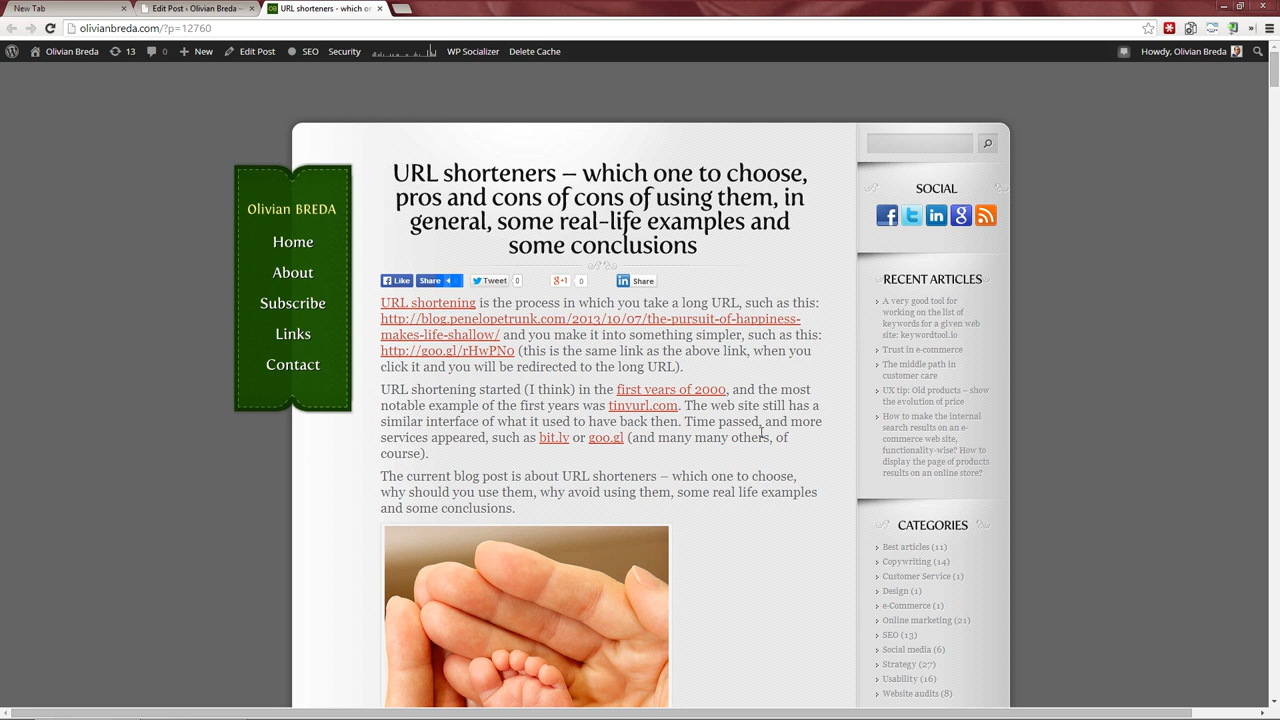 New Tab
Edit Post ‹ Olivian Breda –
URL shorteners – which on
olivianbreda.com/?p=12760
Olivian Breda
13
0
New
Edit Post
SEO
Security
WP Socializer
Delete Cache
Howdy, Olivian Breda
Olivian BREDA
Home
About
Subscribe
Links
Contact
URL shorteners – which one to choose,
pros and cons of cons of using them, in
general, some real-life examples and
some conclusions
Like
Share
Tweet
0
g+1
0
in Share
URL shortening is the process in which you take a long URL, such as this:
http://blog.penelopetrunk.com/2013/10/07/the-pursuit-of-happiness-
makes-life-shallow/ and you make it into something simpler, such as this:
http://goo.gl/rHwPN0 (this is the same link as the above link, when you
click it and you will be redirected to the long URL).
URL shortening started (I think) in the first years of 2000, and the most
notable example of the first years was tinyurl.com. The web site still has a
similar interface of what it used to have back then. Time passed, and more
services appeared, such as bit.ly or goo.gl (and many many others, of
course).
The current blog post is about URL shorteners – which one to choose,
why should you use them, why avoid using them, some real life examples
and some conclusions.
SOCIAL
RECENT ARTICLES
A very good tool for
working on the list of
keywords for a given web
site: keywordtool.io
Trust in e-commerce
The middle path in
customer care
UX tip: Old products – show
the evolution of price
How to make the internal
search results on an e-
commerce web site,
functionality-wise? How to
display the page of products
results on an online store?
CATEGORIES
Best articles (11)
Copywriting (14)
Customer Service (1)
Design (1)
e-Commerce (1)
Online marketing (21)
SEO (13)
Social media (6)
Strategy (27)
Usability (16)
Website audits (8)